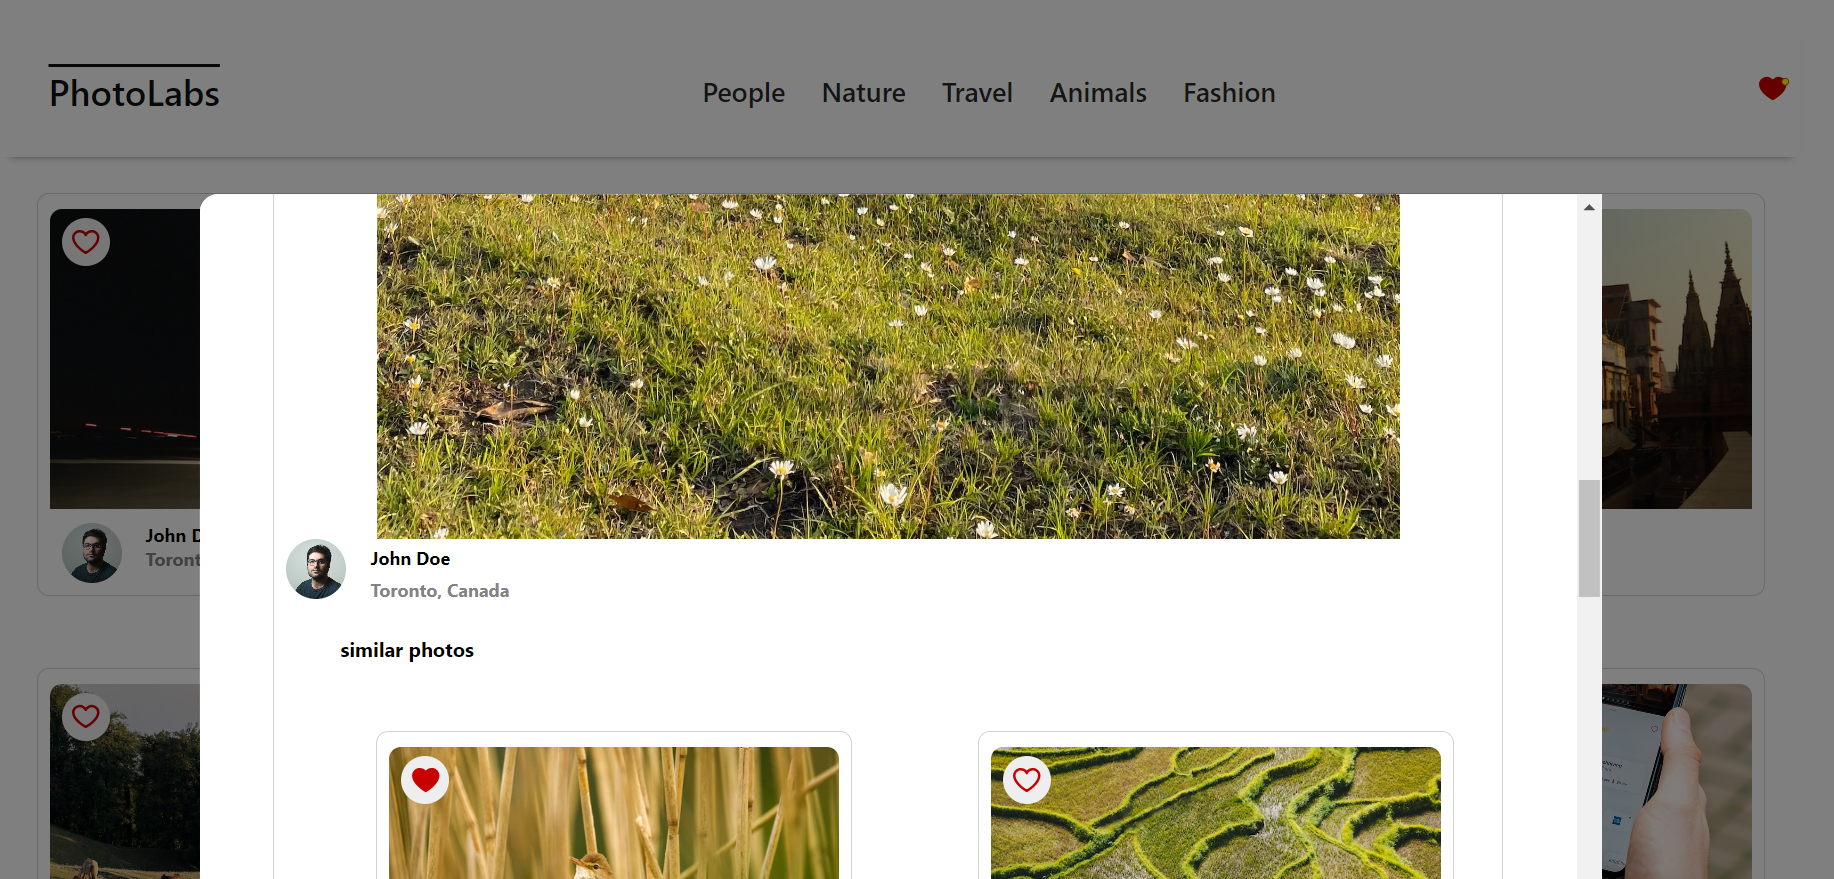 PhotoLabs
People Nature Travel Animals Fashion
John D
Toront
John Doe
Toronto, Canada
similar photos